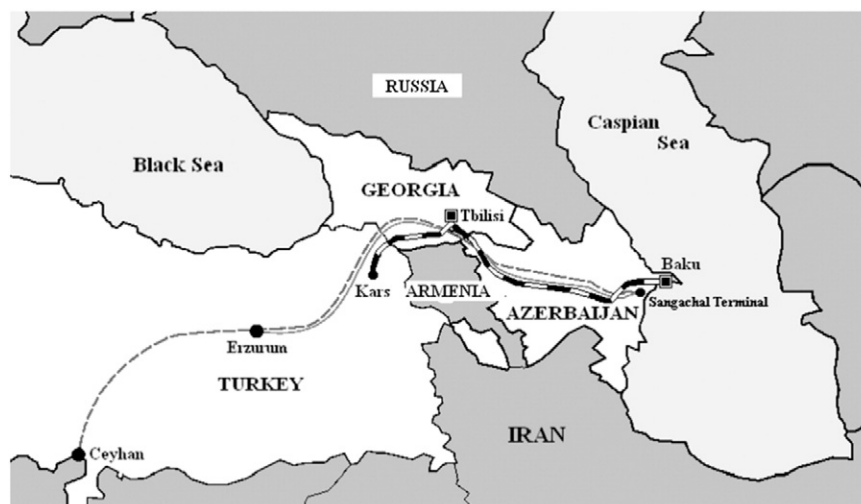 RUSSIA
Caspian
Sea
Black Sea
GEORGIA
Tbilisi
Baku
Kars
ARMENIA
Sangachal Terminal
AZERBAIJAN
Erzurum
TURKEY
IRAN
Ceyhan